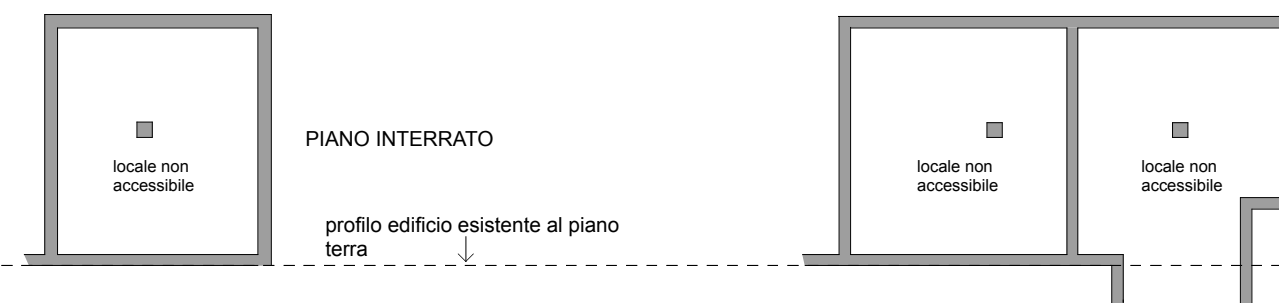 PIANO INTERRATO
locale non
accessibile
profilo edificio esistente al piano
terra
locale non
accessibile
locale non
accessibile